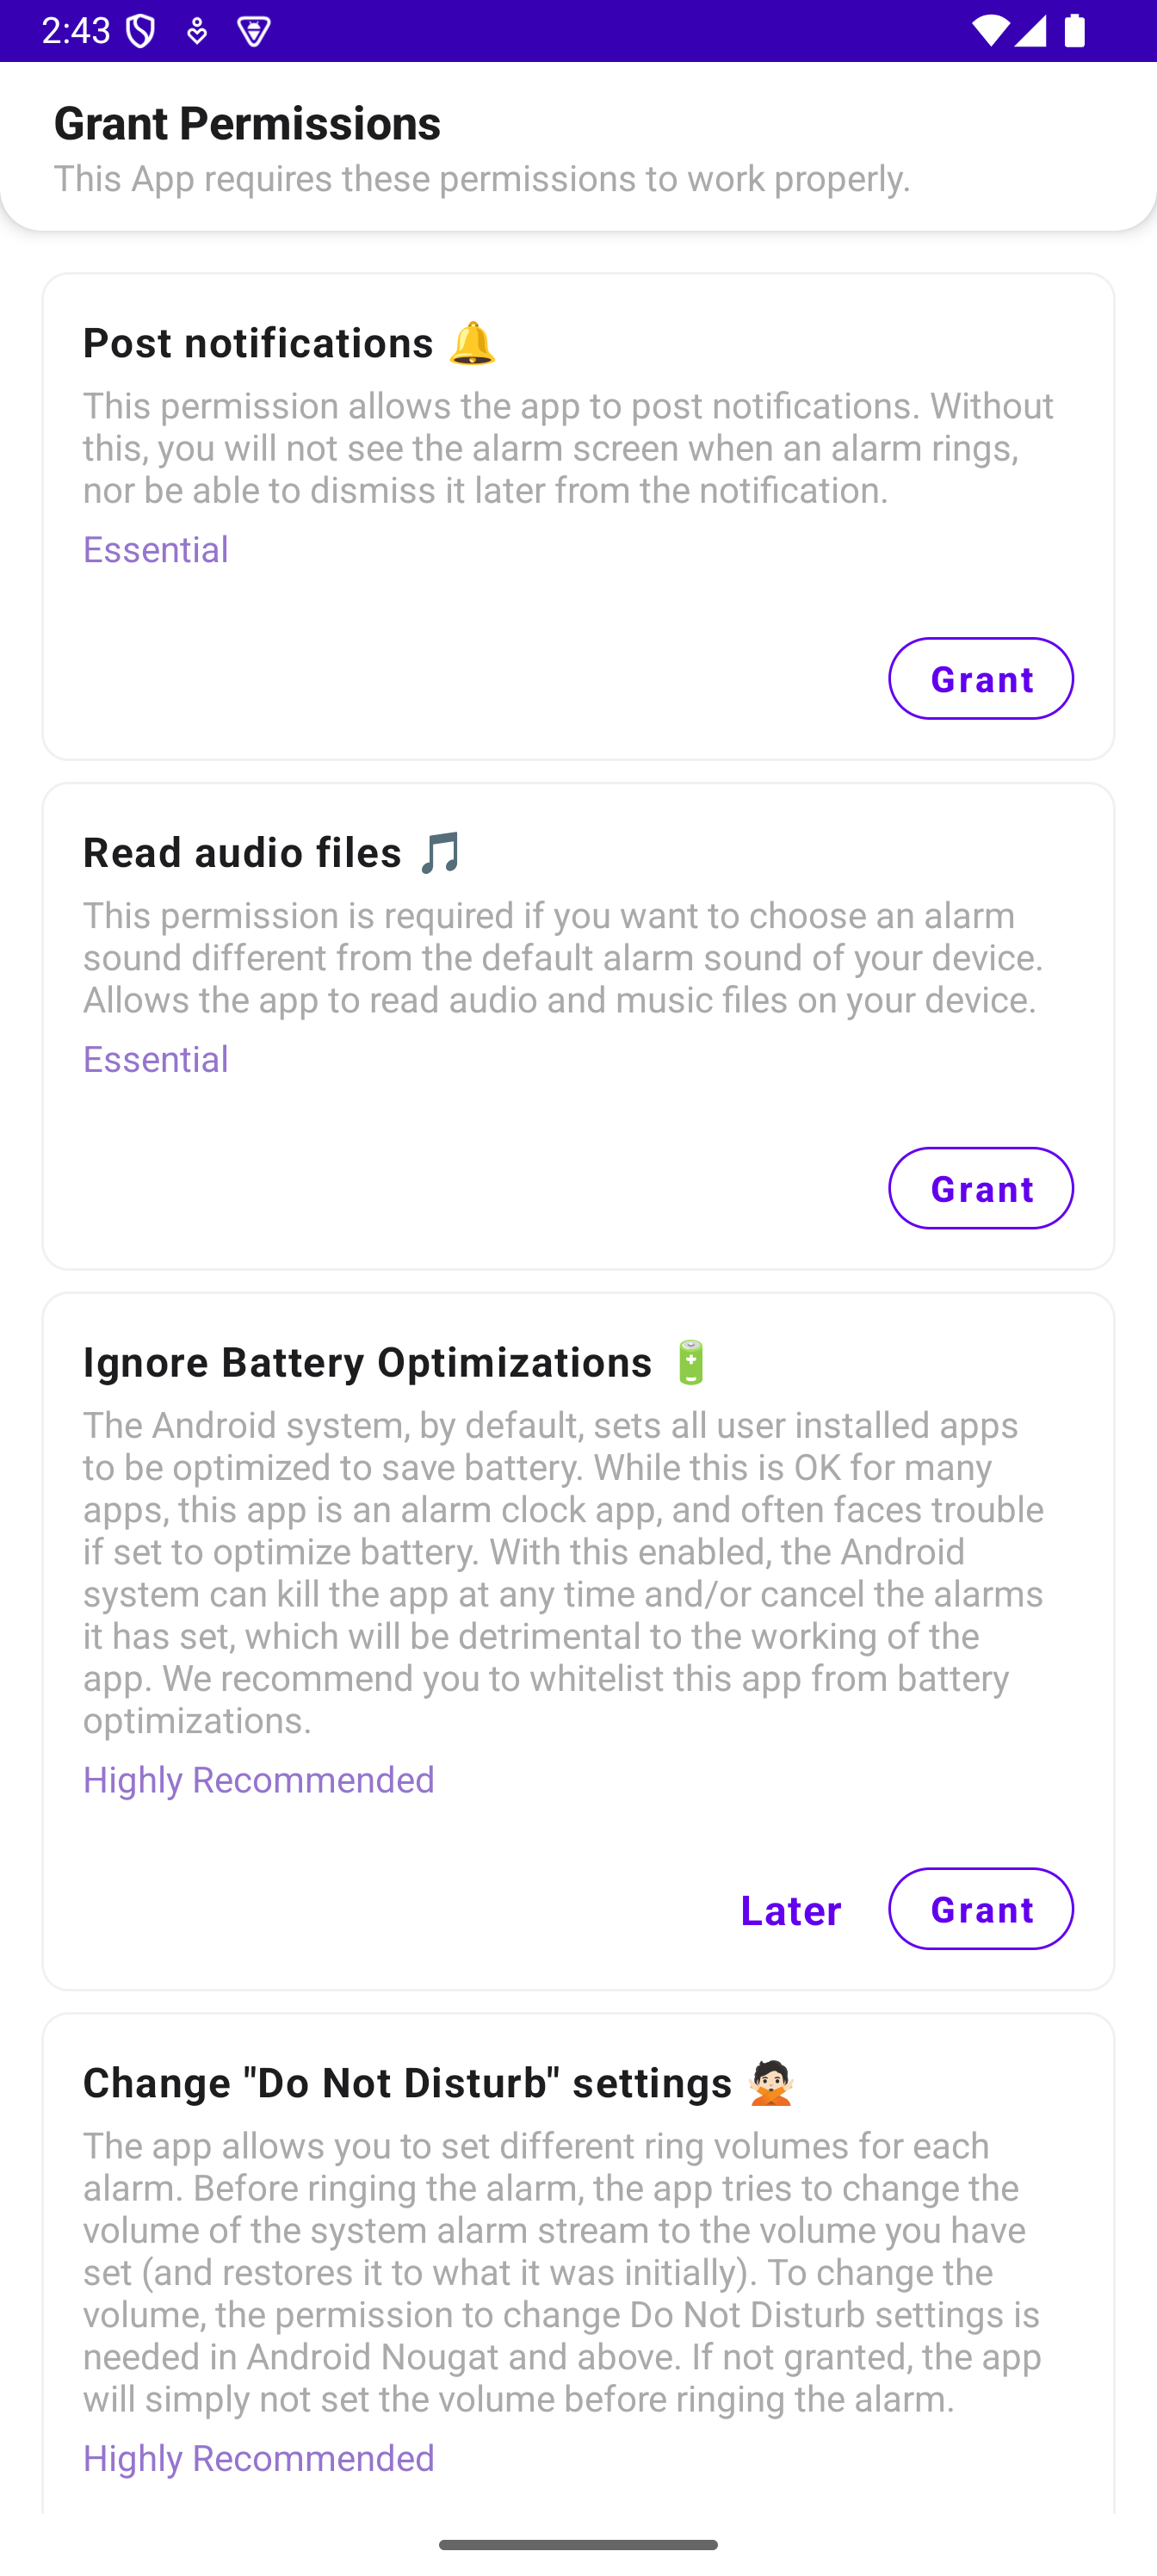 2:43
Grant Permissions
This App requires these permissions to work properly.
Post notifications 🔔
This permission allows the app to post notifications. Without
this, you will not see the alarm screen when an alarm rings,
nor be able to dismiss it later from the notification.
Essential
Grant
Read audio files 🎵
This permission is required if you want to choose an alarm
sound different from the default alarm sound of your device.
Allows the app to read audio and music files on your device.
Essential
Grant
Ignore Battery Optimizations 🔋
The Android system, by default, sets all user installed apps
to be optimized to save battery. While this is OK for many
apps, this app is an alarm clock app, and often faces trouble
if set to optimize battery. With this enabled, the Android
system can kill the app at any time and/or cancel the alarms
it has set, which will be detrimental to the working of the
app. We recommend you to whitelist this app from battery
optimizations.
Highly Recommended
Later Grant
Change "Do Not Disturb" settings 🙅🏻
The app allows you to set different ring volumes for each
alarm. Before ringing the alarm, the app tries to change the
volume of the system alarm stream to the volume you have
set (and restores it to what it was initially). To change the
volume, the permission to change Do Not Disturb settings is
needed in Android Nougat and above. If not granted, the app
will simply not set the volume before ringing the alarm.
Highly Recommended